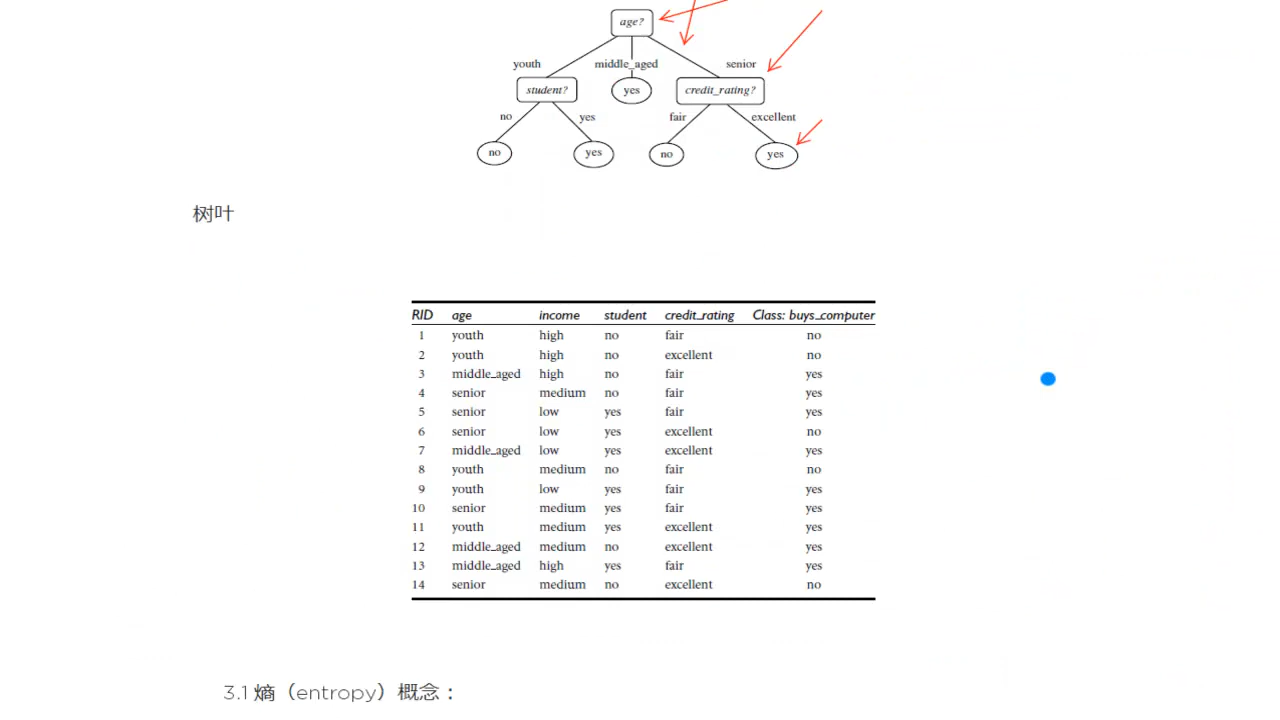 age?
youth middle_aged senior
student? yes credit_rating?
no yes fair excellent
no yes no yes
树叶
RID age income student credit_rating Class: buys_computer
1 youth high no fair no
2 youth high no excellent no
3 middle_aged high no fair yes
4 senior medium no fair yes
5 senior low yes fair yes
6 senior low yes excellent no
7 middle_aged low yes excellent yes
8 youth medium no fair no
9 youth low yes fair yes
10 senior medium yes fair yes
11 youth medium yes excellent yes
12 middle_aged medium no excellent yes
13 middle_aged high yes fair yes
14 senior medium no excellent no
3.1 熵（entropy）概念：